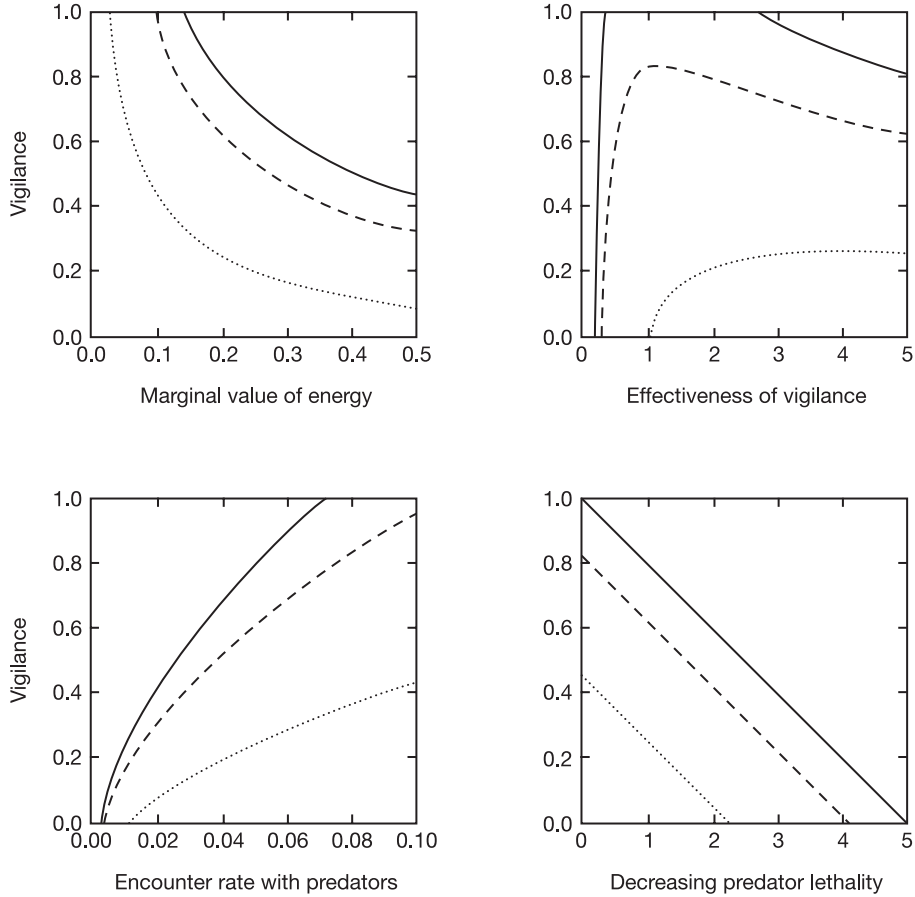 1.0
0.8
0.6
0.4
0.2
0.0
Vigilance
0.0 0.1 0.2 0.3 0.4 0.5
Marginal value of energy
1.0
0.8
0.6
0.4
0.2
0.0
0 1 2 3 4 5
Effectiveness of vigilance
1.0
0.8
0.6
0.4
0.2
0.0
Vigilance
0.00 0.02 0.04 0.06 0.08 0.10
Encounter rate with predators
1.0
0.8
0.6
0.4
0.2
0.0
0 1 2 3 4 5
Decreasing predator lethality